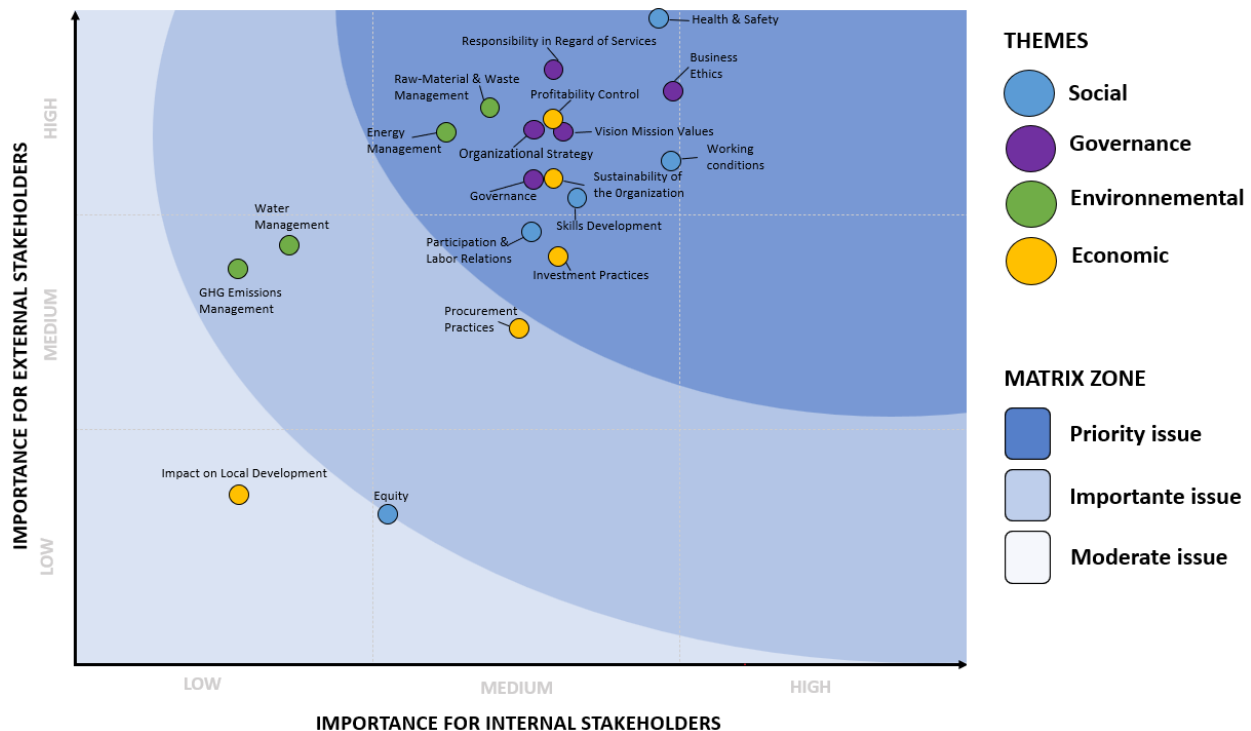 Health & Safety
Responsibility in Regard of Services
Business
Ethics
Raw-Material & Waste
Management
Profitability Control
Energy
Management
Organizational Strategy
Vision Mission Values
Working
conditions
Governance
Sustainability of
the Organization
Skills Development
Water
Management
Participation &
Labor Relations
GHG Emissions
Management
Investment Practices
Procurement
Practices
Impact on Local Development
Equity
IMPORTANCE FOR EXTERNAL STAKEHOLDERS
HIGH
MEDIUM
LOW
LOW
MEDIUM
HIGH
IMPORTANCE FOR INTERNAL STAKEHOLDERS
THEMES
Social
Governance
Environnemental
Economic
MATRIX ZONE
Priority issue
Importante issue
Moderate issue